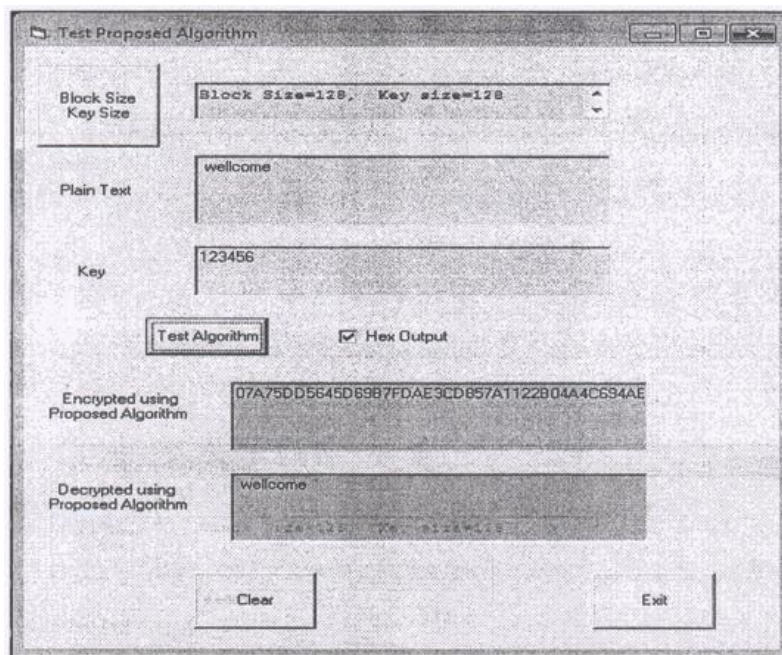 Test Proposed Algorithm
Block Size
Key Size
Block Size=128, Key size=128
Plain Text
wellcome
Key
123456
Test Algorithm
Hex Output
Encrypted using
Proposed Algorithm
07A75DD5645D69B7FDAE3CD857A1122B04A4C694AE
Decrypted using
Proposed Algorithm
wellcome
Clear
Exit